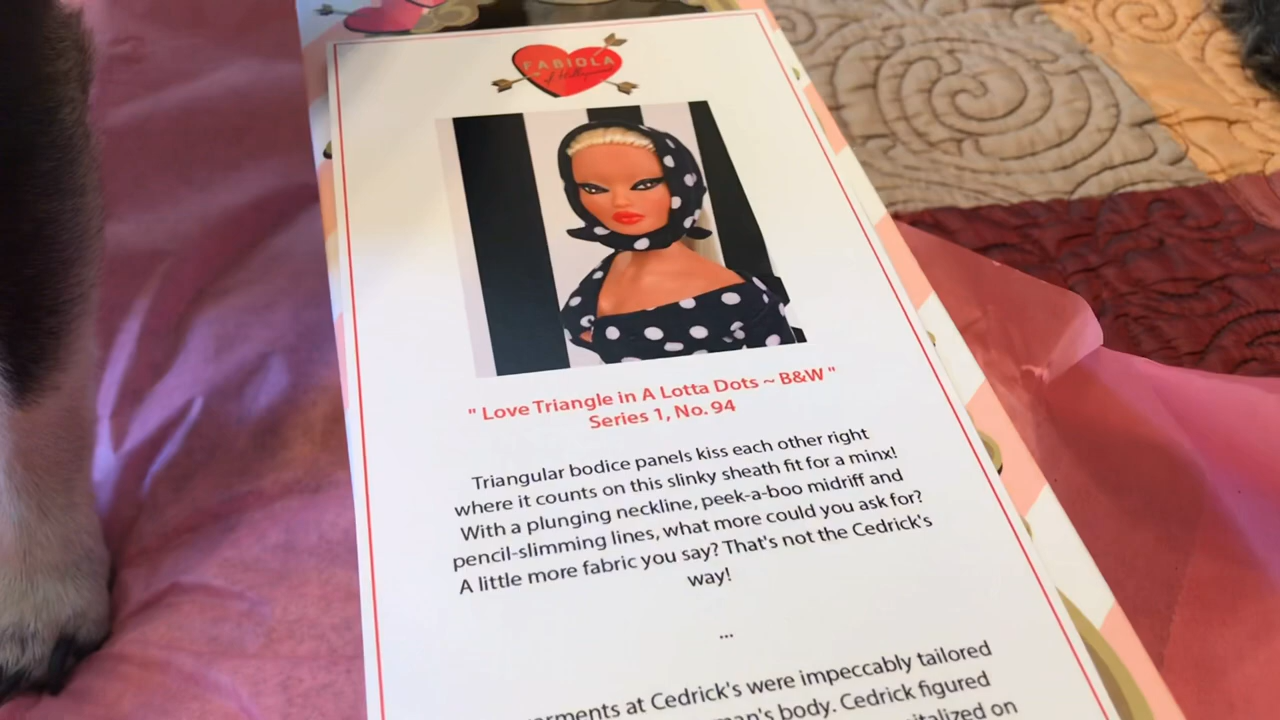 FABIOLA
of Hollywood
" Love Triangle in A Lotta Dots ~ B&W "
Series 1, No. 94
Triangular bodice panels kiss each other right
where it counts on this slinky sheath fit for a minx!
With a plunging neckline, peek-a-boo midriff and
pencil-slimming lines, what more could you ask for?
A little more fabric you say? That's not the Cedrick's
way!
...
at Cedrick's were impeccably tailored
body. Cedrick figured
on